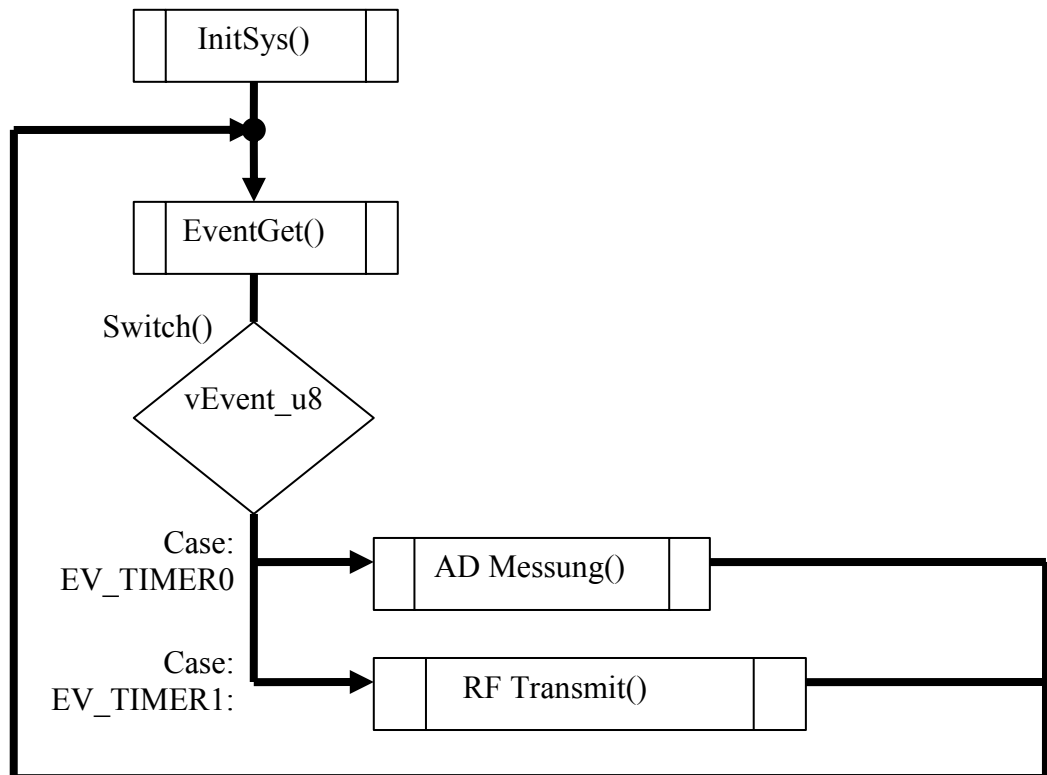 InitSys()
EventGet()
Switch()
vEvent_u8
Case:
EV_TIMER0
AD Messung()
Case:
EV_TIMER1:
RF Transmit()